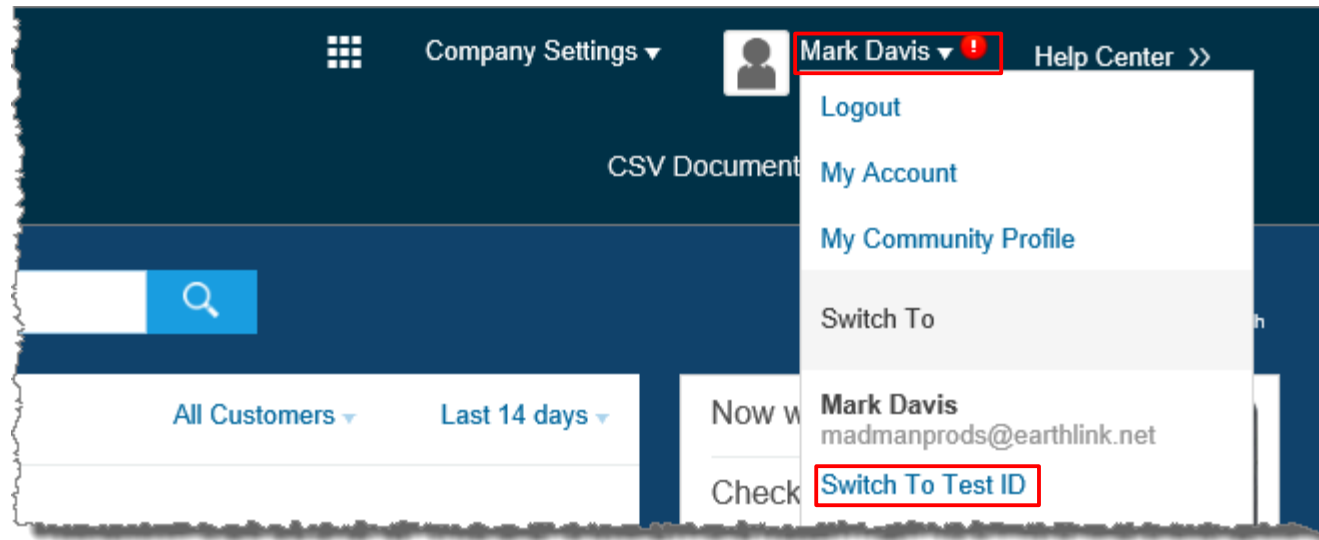 Company Settings
Mark Davis
Help Center >>
Logout
CSV Document
My Account
My Community Profile
Switch To
h
All Customers
Last 14 days
Now w
Mark Davis
madmanprods@earthlink.net
Check
Switch To Test ID